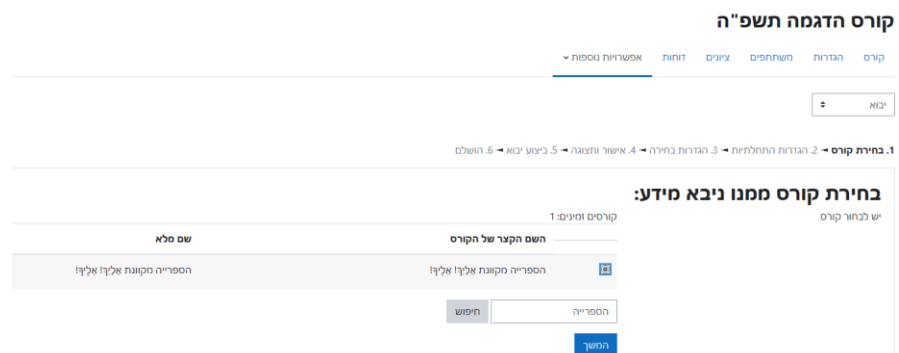 קורס הדגמה תשפ"ה
קורס הגדרות משתתפים ציונים דוחות אפשרויות נוספות
יבוא
1. בחירת קורס ◄ 2. הגדרות התחלתיות ◄ 3. הגדרות בחירה ◄ 4. אישור ותצוגה ◄ 5. ביצוע יבוא ◄ 6. הושלם
בחירת קורס ממנו ניבא מידע:
יש לבחור קורס קורסים זמינים: 1
השם הקצר של הקורס שם מלא
הספרייה מקוונת אֵלֶיךָ! אֵלַיִךְ! הספרייה מקוונת אֵלֶיךָ! אֵלַיִךְ!
הספרייה חיפוש
המשך